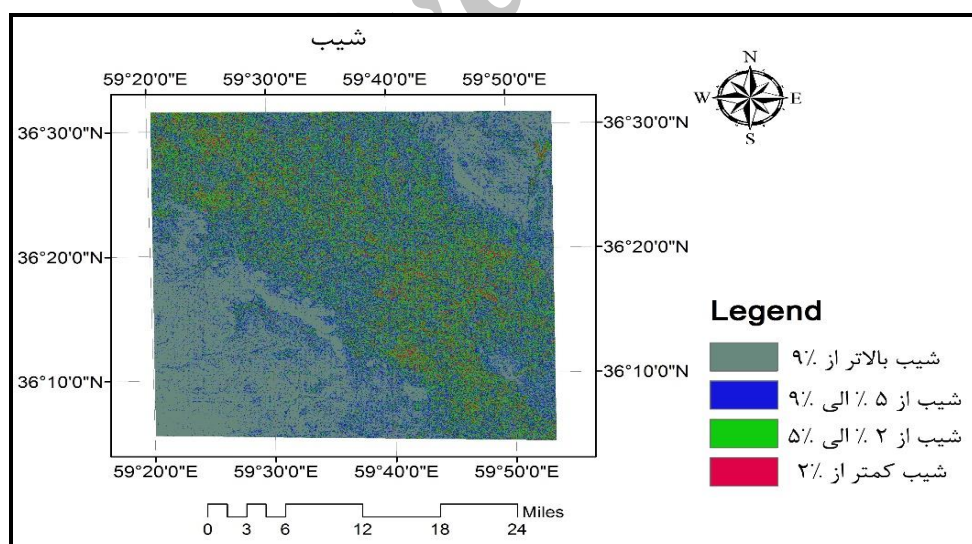 شیب
59°20'0"E 59°30'0"E 59°40'0"E 59°50'0"E
N
W E
S
36°30'0"N 36°30'0"N
36°20'0"N 36°20'0"N
36°10'0"N 36°10'0"N
59°20'0"E 59°30'0"E 59°40'0"E 59°50'0"E
Legend
شیب بالاتر از ۹٪
شیب از ۵ ٪ الی ۹٪
شیب از ۲ ٪ الی ۵٪
شیب کمتر از ۲٪
Miles
0 3 6 12 18 24